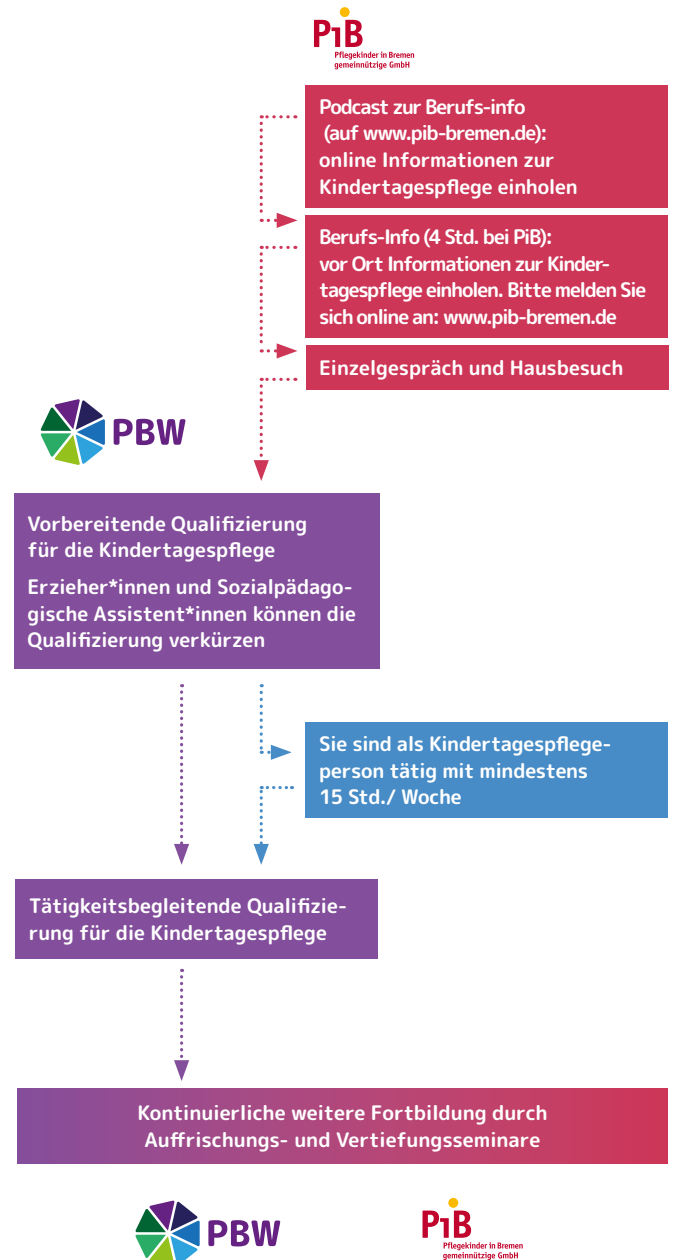 PiB
Pflegekinder in Bremen
gemeinnützige GmbH
Podcast zur Berufs-info
(auf www.pib-bremen.de):
online Informationen zur
Kindertagespflege einholen
Berufs-Info (4 Std. bei PiB):
vor Ort Informationen zur Kinder-
tagespflege einholen. Bitte melden Sie
sich online an: www.pib-bremen.de
Einzelgespräch und Hausbesuch
PBW
Vorbereitende Qualifizierung
für die Kindertagespflege
Erzieher*innen und Sozialpädago-
gische Assistent*innen können die
Qualifizierung verkürzen
Sie sind als Kindertagespflege-
person tätig mit mindestens
15 Std./ Woche
Tätigkeitsbegleitende Qualifizie-
rung für die Kindertagespflege
Kontinuierliche weitere Fortbildung durch
Auffrischungs- und Vertiefungsseminare
PBW
PiB
Pflegekinder in Bremen
gemeinnützige GmbH